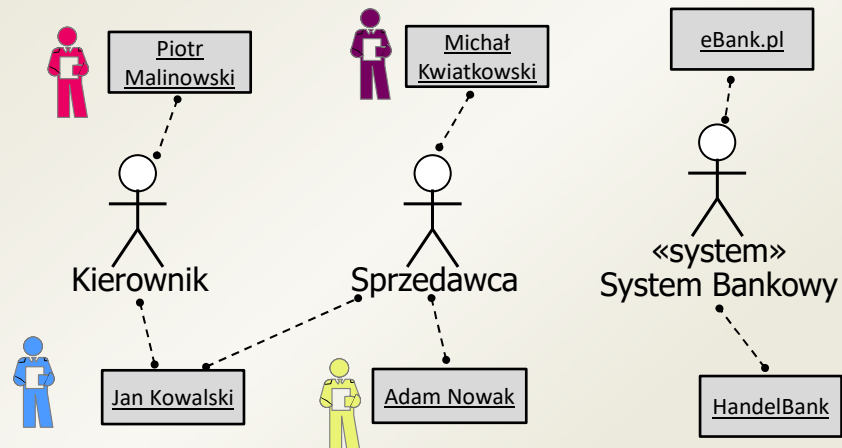 Piotr
Malinowski
Michał
Kwiatkowski
eBank.pl
Kierownik
Sprzedawca
«system»
System Bankowy
Jan Kowalski
Adam Nowak
HandelBank